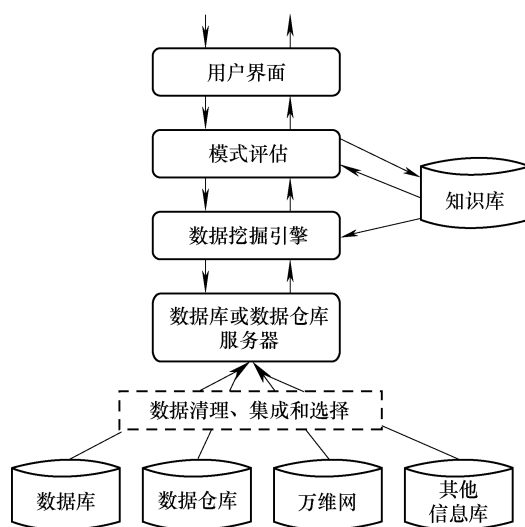 用户界面
模式评估
知识库
数据挖掘引擎
数据库或数据仓库
服务器
数据清理、集成和选择
数据库
数据仓库
万维网
其他
信息库